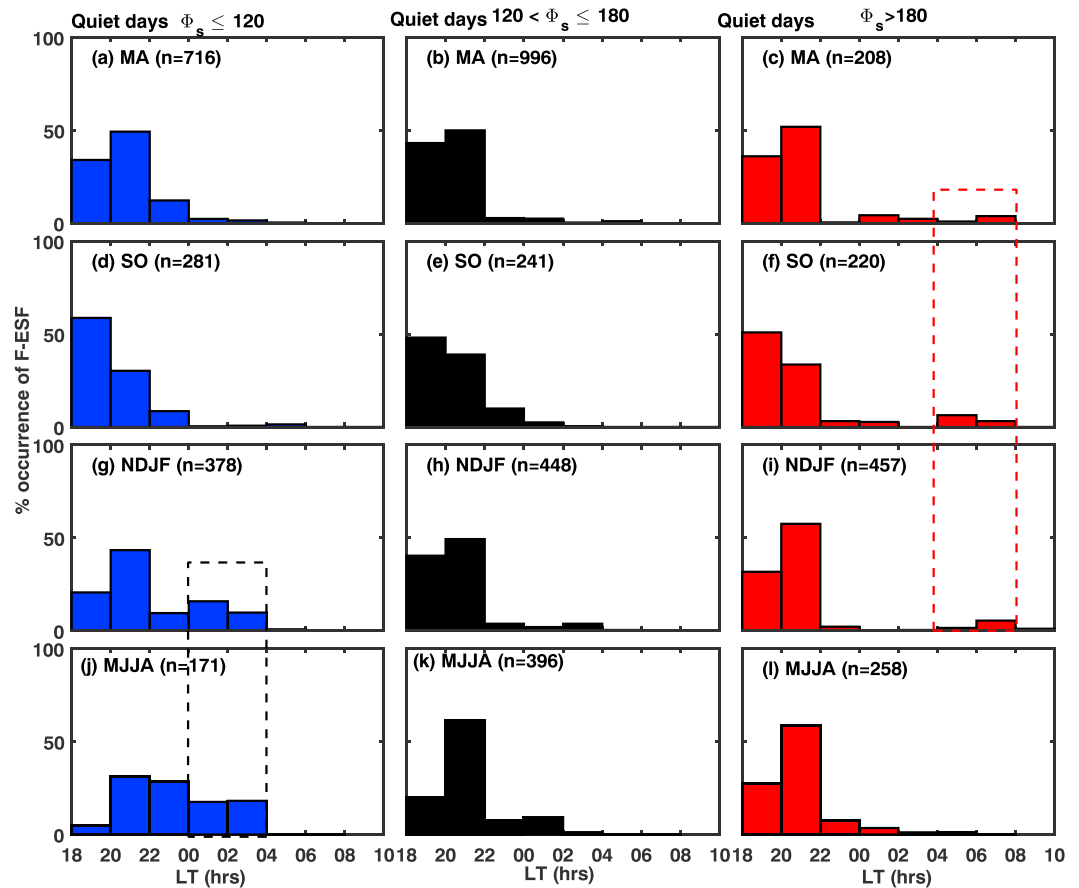 Quiet days Φs ≤ 120
Quiet days 120 < Φs ≤ 180
Quiet days Φs>180
% occurrence of F-ESF
100
50
0
(a) MA (n=716)
(b) MA (n=996)
(c) MA (n=208)
100
50
0
(d) SO (n=281)
(e) SO (n=241)
(f) SO (n=220)
100
50
0
(g) NDJF (n=378)
(h) NDJF (n=448)
(i) NDJF (n=457)
100
50
0
(j) MJJA (n=171)
(k) MJJA (n=396)
(l) MJJA (n=258)
18 20 22 00 02 04 06 08 10
18 20 22 00 02 04 06 08 10
18 20 22 00 02 04 06 08 10
LT (hrs)
LT (hrs)
LT (hrs)